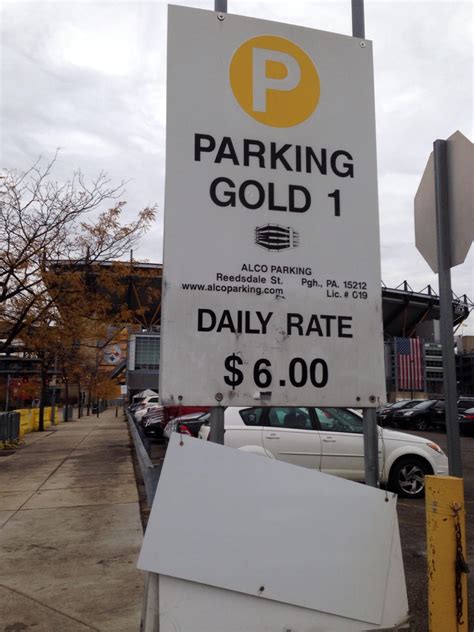 P
PARKING
GOLD 1
ALCO PARKING
Reedsdale St. Pgh., PA. 15212
www.alcoparking.com Lic. # G19
DAILY RATE
$6.00